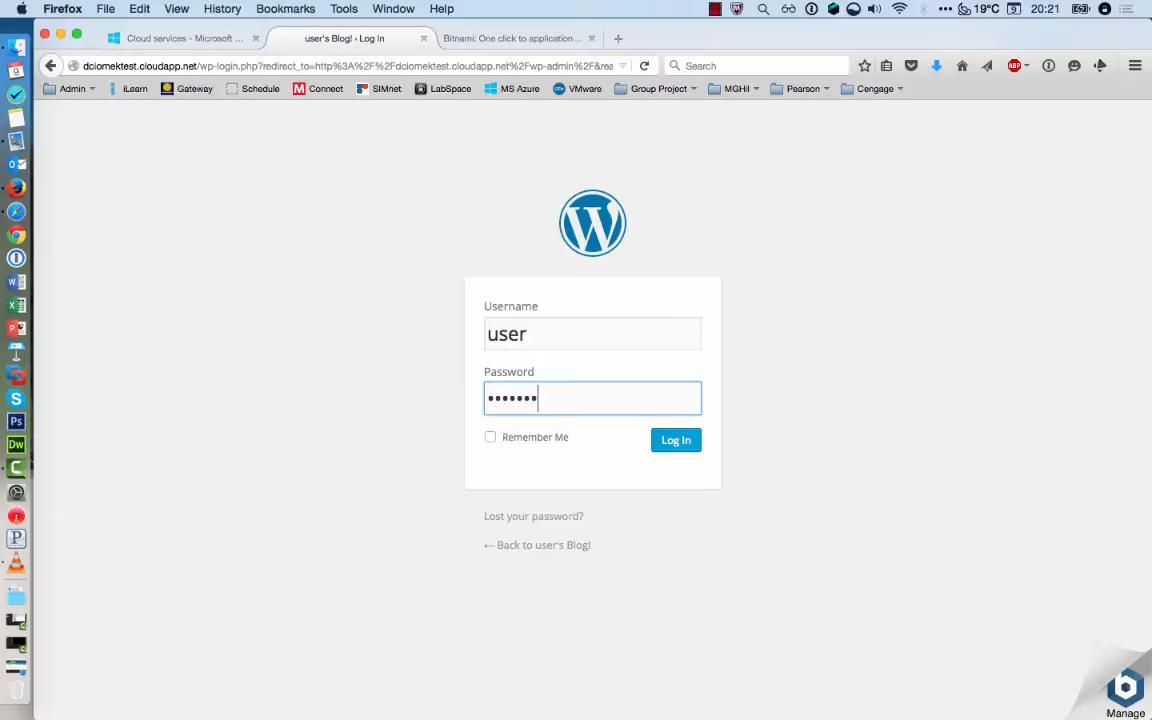 Firefox File Edit View History Bookmarks Tools Window Help 19°C 9 20:21
Cloud services - Microsoft ... user's Blog! › Log In Bitnami: One click to application...
dciomektest.cloudapp.net/wp-login.php?redirect_to=http%3A%2F%2Fdciomektest.cloudapp.net%2Fwp-admin%2F&rea Search
Admin iLearn Gateway Schedule Connect SIMnet LabSpace MS Azure VMware Group Project MGHII Pearson Cengage
Username
user
Password
Remember Me Log In
Lost your password?
← Back to user's Blog!
Manage